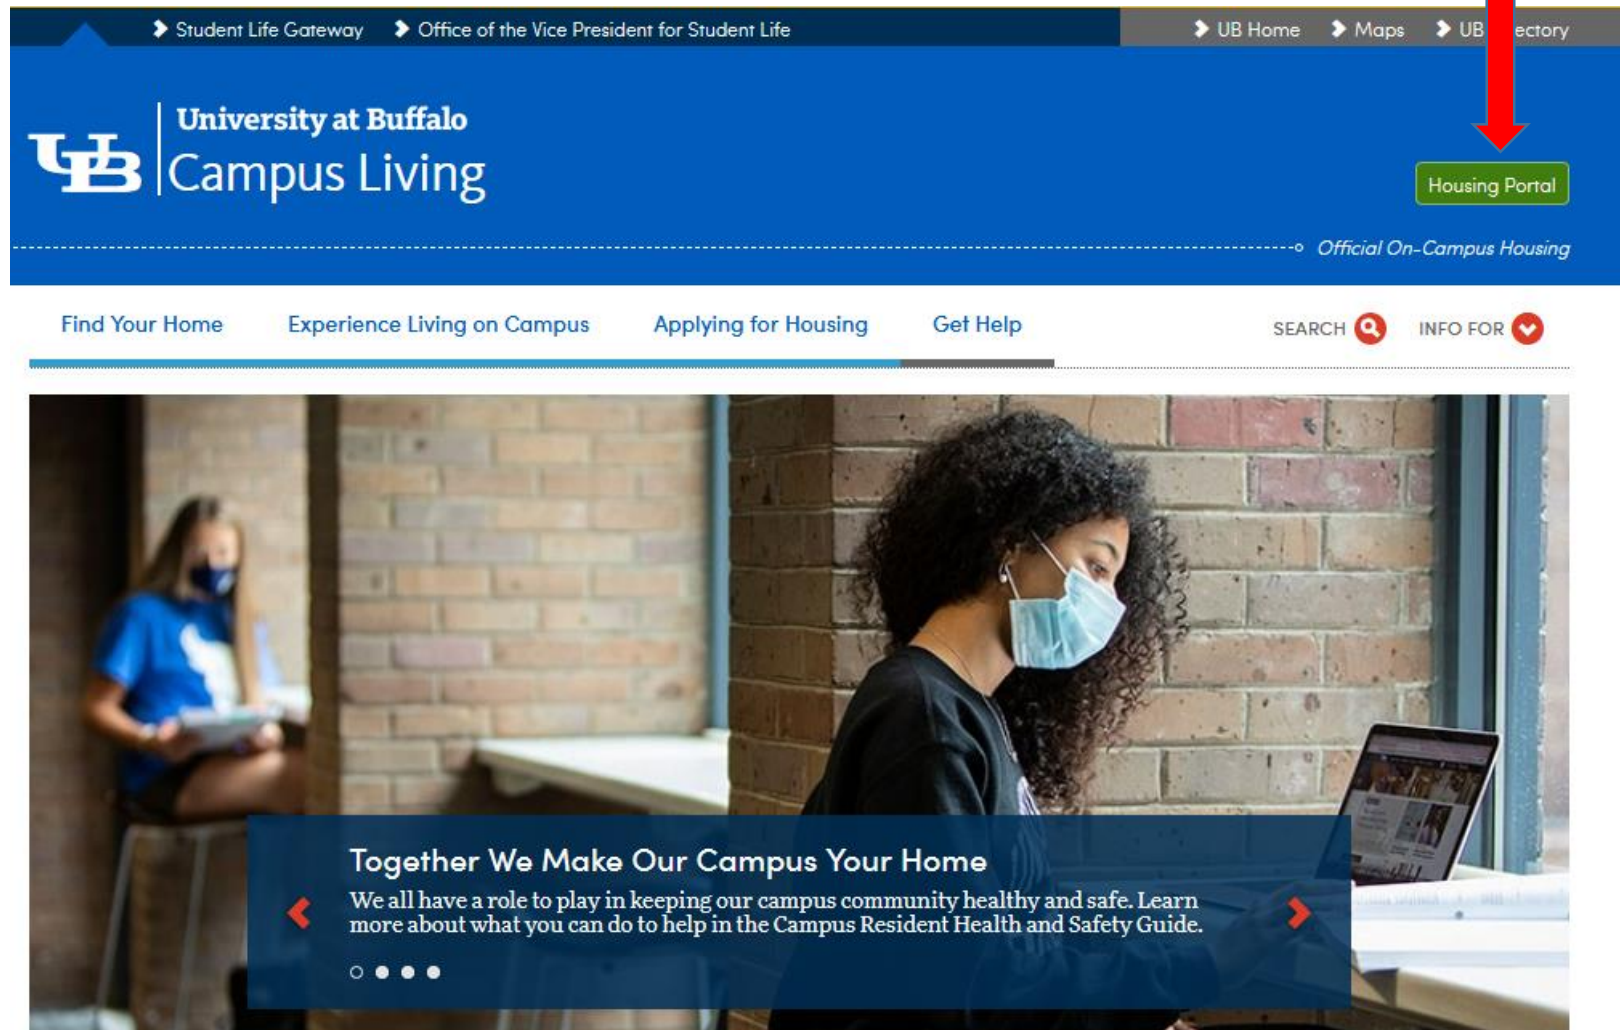 Student Life Gateway Office of the Vice President for Student Life UB Home Maps UB
University at Buffalo
UB
Campus Living
Housing Portal
Official On-Campus Housing
Find Your Home Experience Living on Campus Applying for Housing Get Help SEARCH INFO FOR
Together We Make Our Campus Your Home
We all have a role to play in keeping our campus community healthy and safe. Learn
more about what you can do to help in the Campus Resident Health and Safety Guide.